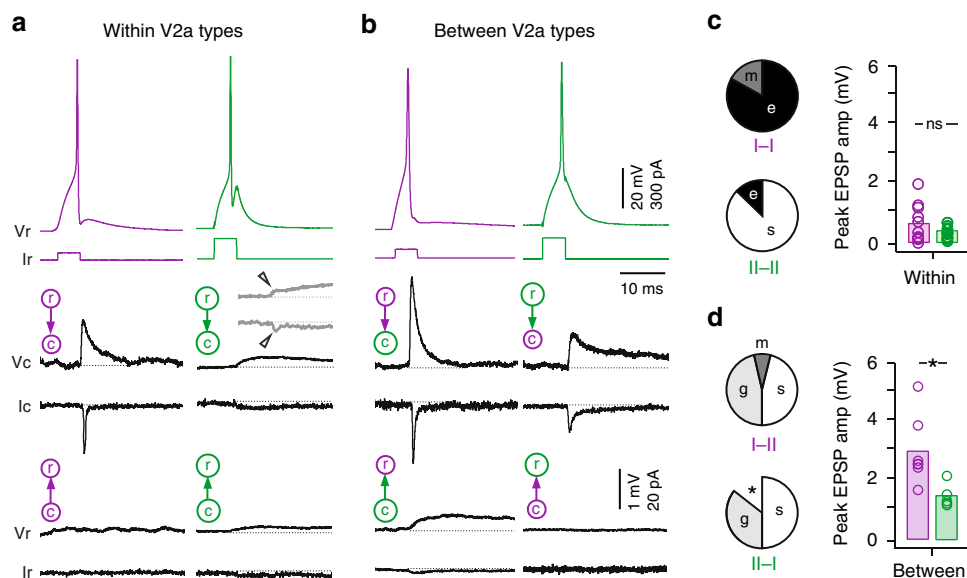 a
Within V2a types
Vr
Ir
r
c
r
c
Vc
Ic
r
c
r
c
Vr
Ir
b
Between V2a types
20 mV
300 pA
10 ms
r
c
r
c
r
c
r
c
1 mV
20 pA
c
m
e
I–I
e
s
II–II
Peak EPSP amp (mV)
6
4
2
0
ns
Within
d
m
g
s
I–II
*
g
s
II–I
Peak EPSP amp (mV)
6
4
2
0
*
Between